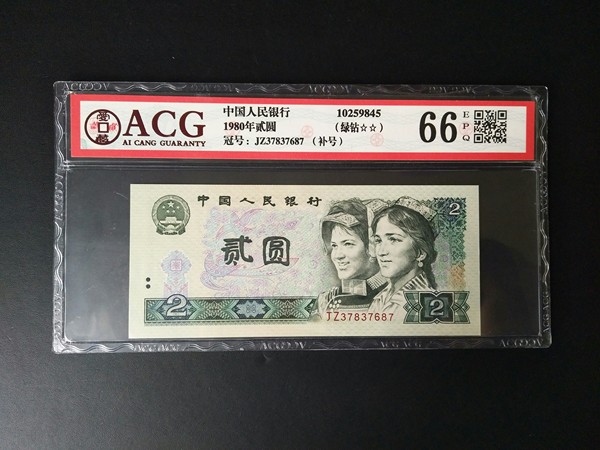 ACG
AI CANG GUARANTY
中国人民银行 10259845
1980年贰圆 （绿钻☆☆）
冠号：JZ37837687 （补号）
66 EPQ
中国人民银行
贰圆
2
2
2
JZ37837687